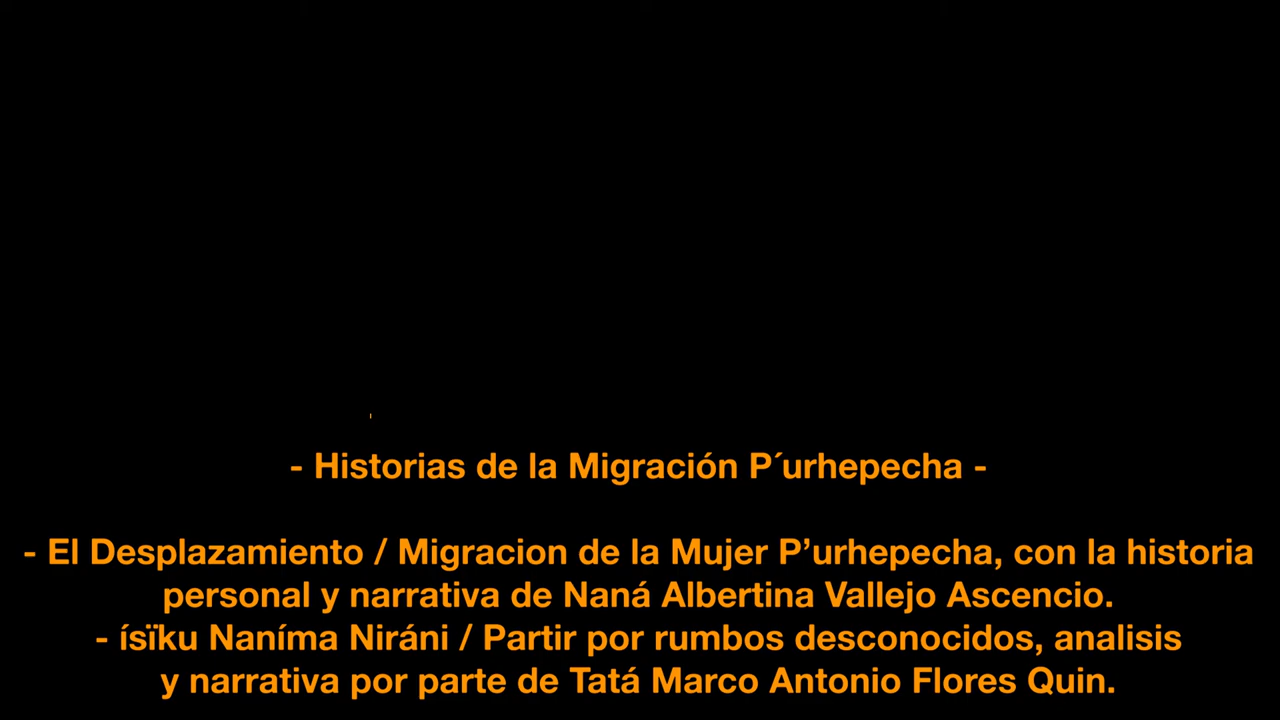 - Historias de la Migración P´urhepecha -
- El Desplazamiento / Migracion de la Mujer P’urhepecha, con la historia
personal y narrativa de Naná Albertina Vallejo Ascencio.
- ísïku Naníma Niráni / Partir por rumbos desconocidos, analisis
y narrativa por parte de Tatá Marco Antonio Flores Quin.